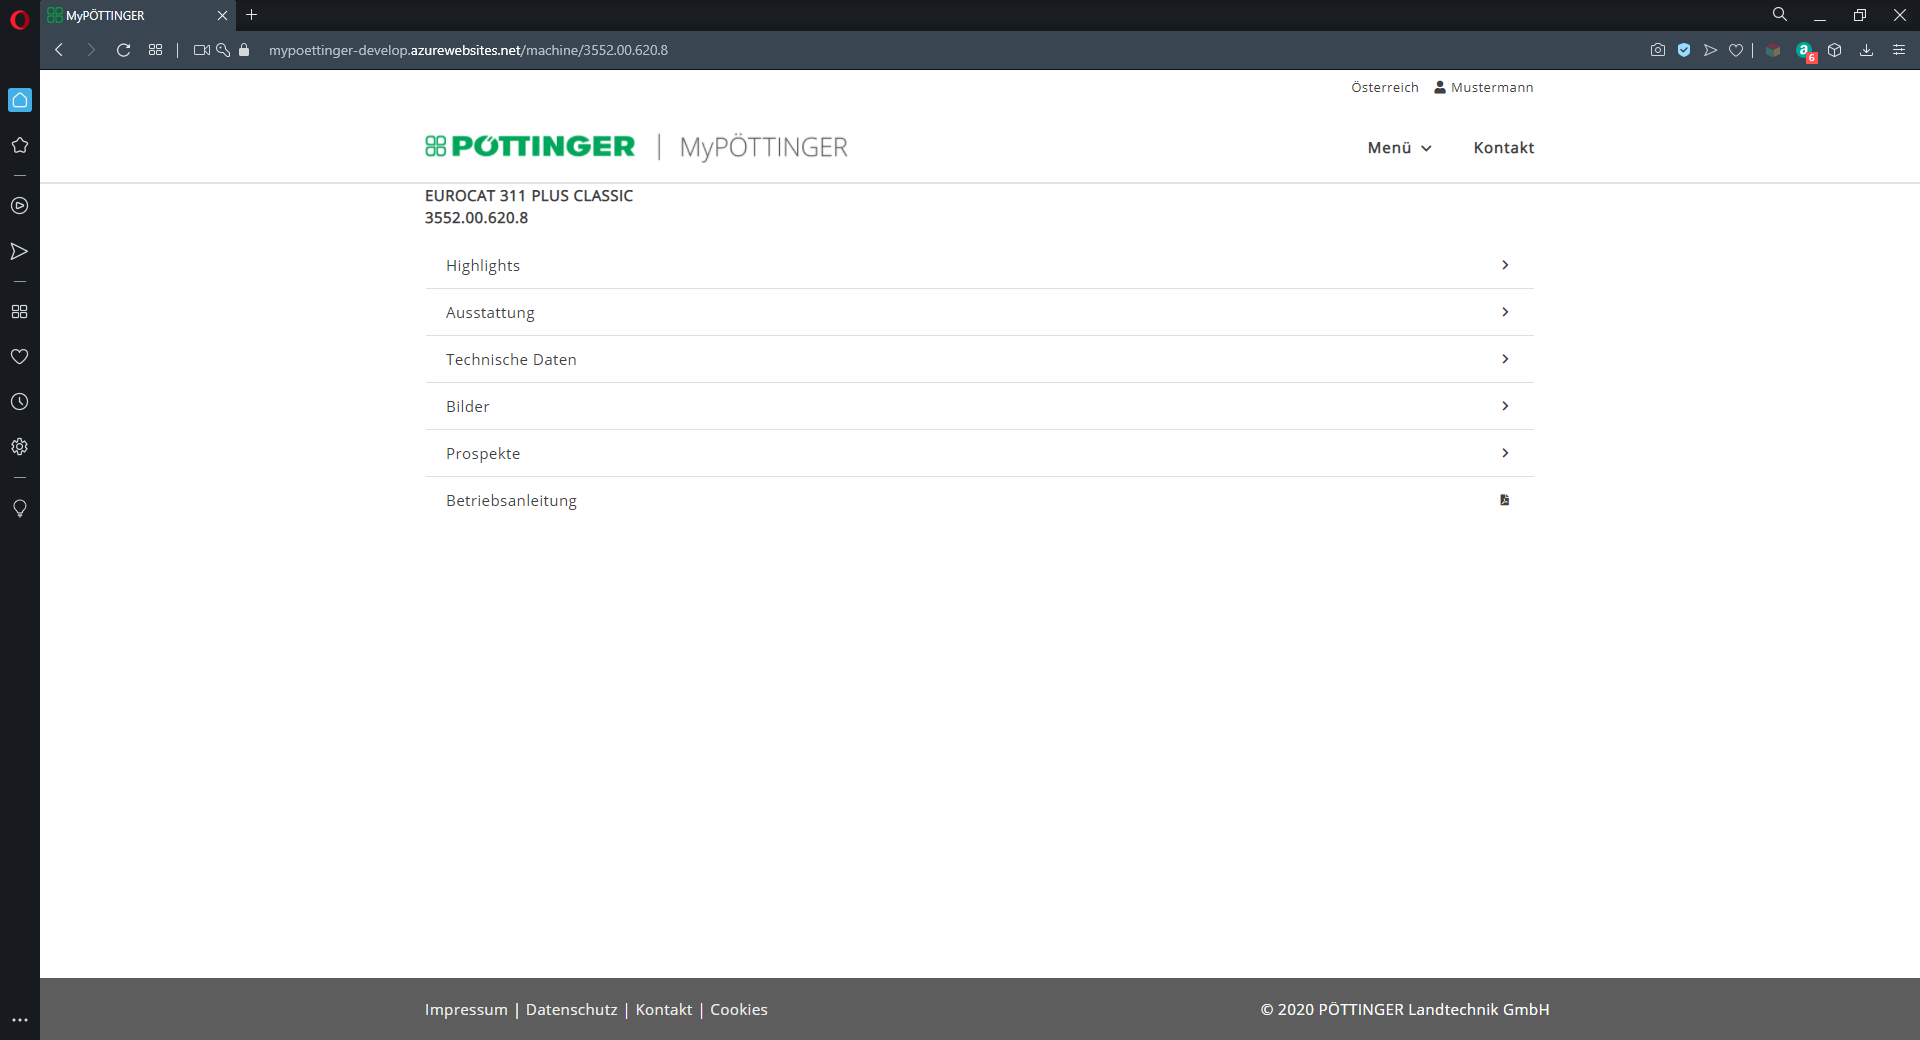 MyPÖTTINGER
mypoettinger-develop.azurewebsites.net/machine/3552.00.620.8
6
Österreich Mustermann
PÖTTINGER | MyPÖTTINGER
Menü Kontakt
EUROCAT 311 PLUS CLASSIC
3552.00.620.8
Highlights
Ausstattung
Technische Daten
Bilder
Prospekte
Betriebsanleitung
Impressum | Datenschutz | Kontakt | Cookies
© 2020 PÖTTINGER Landtechnik GmbH